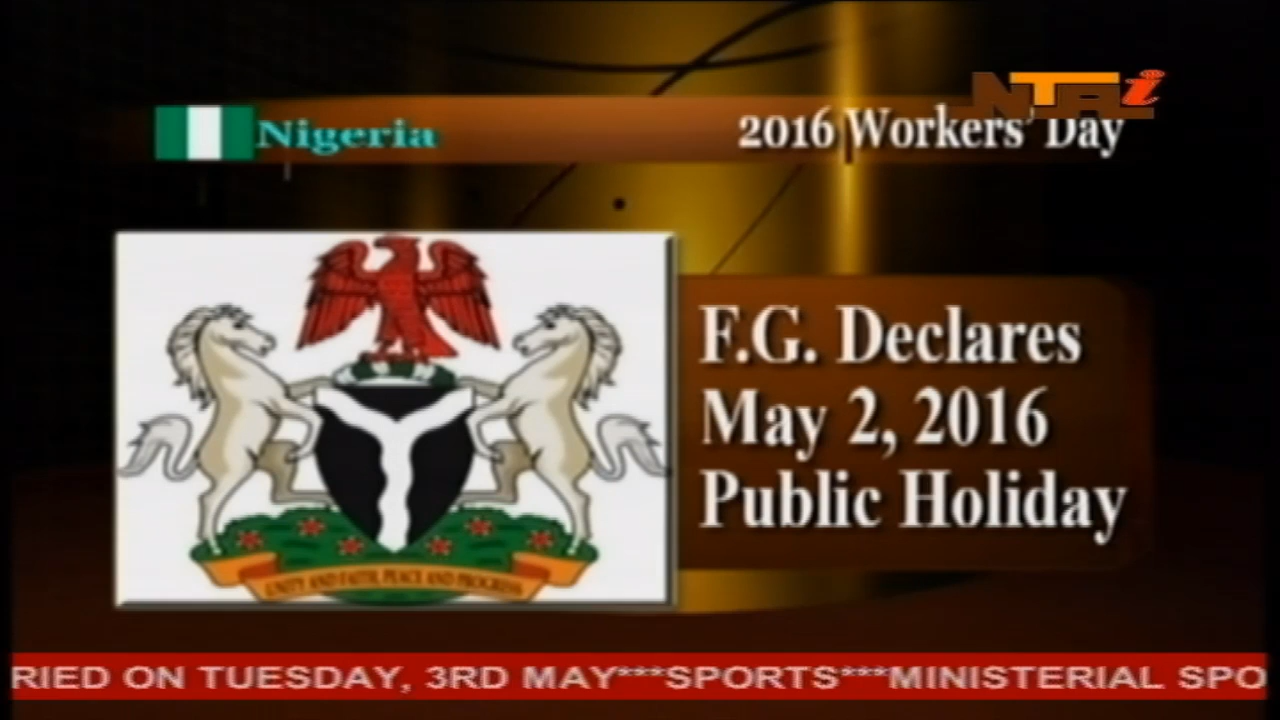 NTAi
Nigeria
2016 Workers' Day
F.G. Declares
May 2, 2016
Public Holiday
UNITY AND FAITH, PEACE AND PROGRESS
RIED ON TUESDAY, 3RD MAY***SPORTS***MINISTERIAL SPO